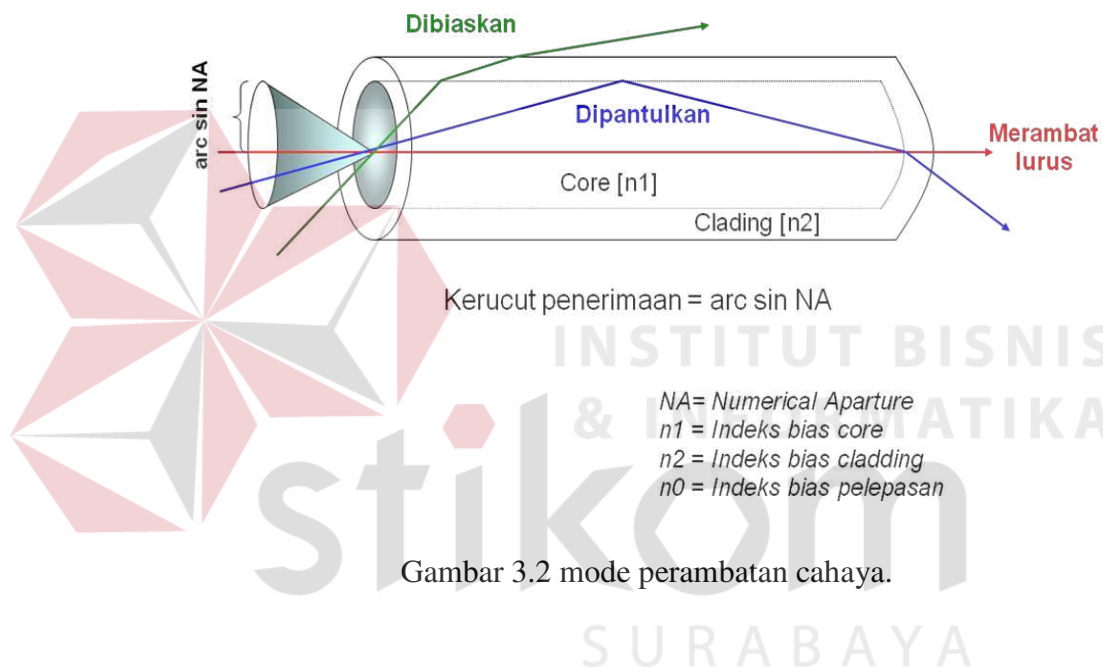 Dibiaskan
arc sin NA
Dipantulkan
Merambat
lurus
Core [n1]
Clading [n2]
Kerucut penerimaan = arc sin NA
INSTITUT BISNIS
NA= Numerical Aparture
& INFORMATIKA
n1 = Indeks bias core
n2 = Indeks bias cladding
n0 = Indeks bias pelepasan
stikom
Gambar 3.2 mode perambatan cahaya.
SURABAYA